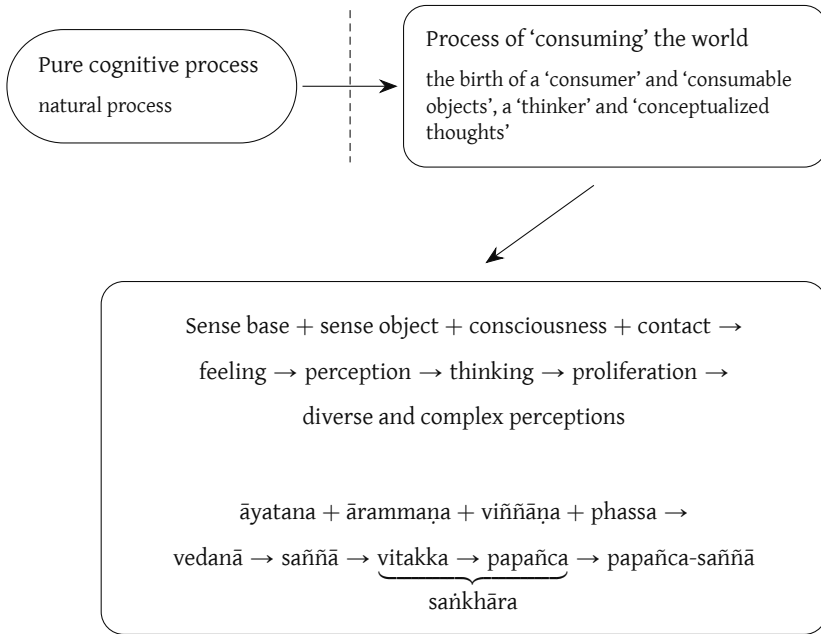 Pure cognitive process
natural process
Process of ‘consuming’ the world
the birth of a ‘consumer’ and ‘consumable
objects’, a ‘thinker’ and ‘conceptualized
thoughts’
Sense base + sense object + consciousness + contact →
feeling → perception → thinking → proliferation →
diverse and complex perceptions
āyatana + ārammaṇa + viññāṇa + phassa →
vedanā → saññā → vitakka → papañca → papañca-saññā
saṅkhāra